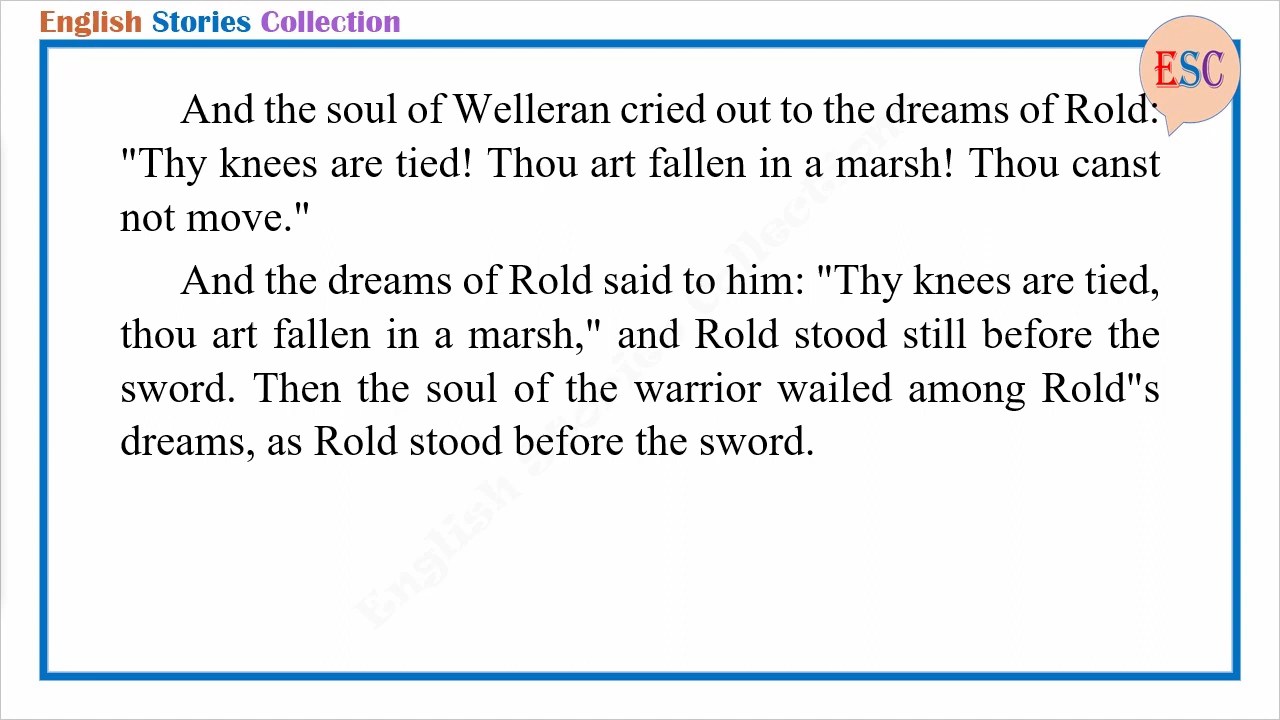 English Stories Collection
ESC
And the soul of Welleran cried out to the dreams of Rold:
"Thy knees are tied! Thou art fallen in a marsh! Thou canst
not move."
And the dreams of Rold said to him: "Thy knees are tied,
thou art fallen in a marsh," and Rold stood still before the
sword. Then the soul of the warrior wailed among Rold"s
dreams, as Rold stood before the sword.